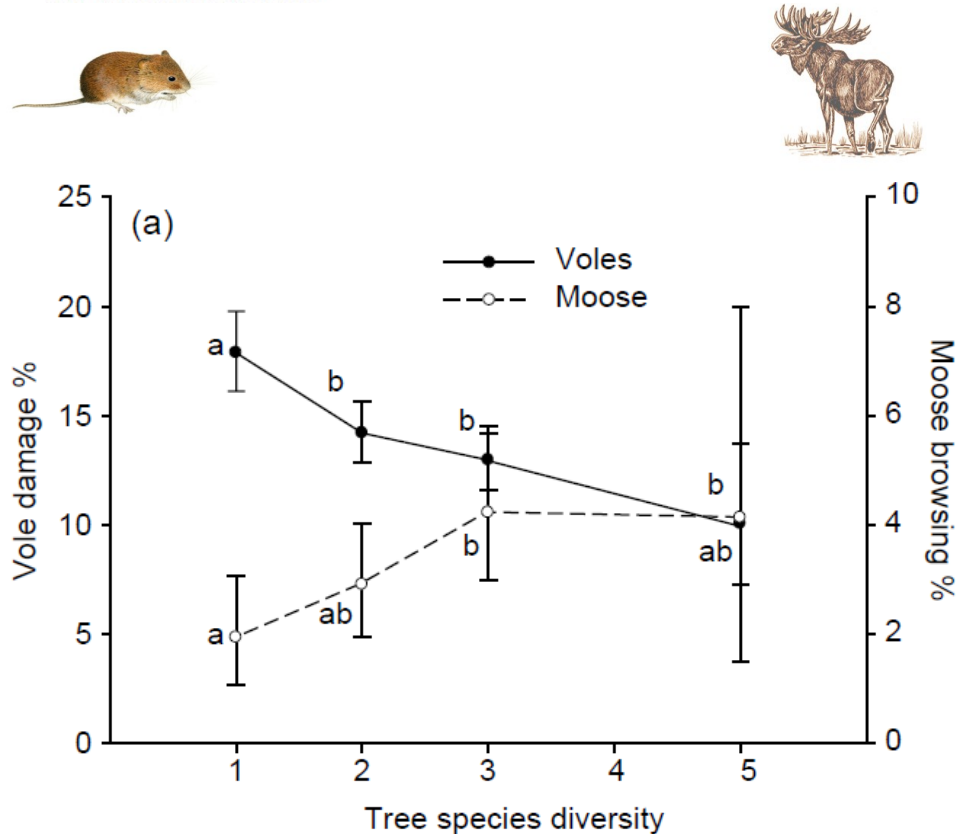 25
20
15
10
5
0
Vole damage %
(a)
Voles
Moose
a
b
b
b
a
ab
b
ab
10
8
6
4
2
0
Moose browsing %
1
2
3
4
5
Tree species diversity